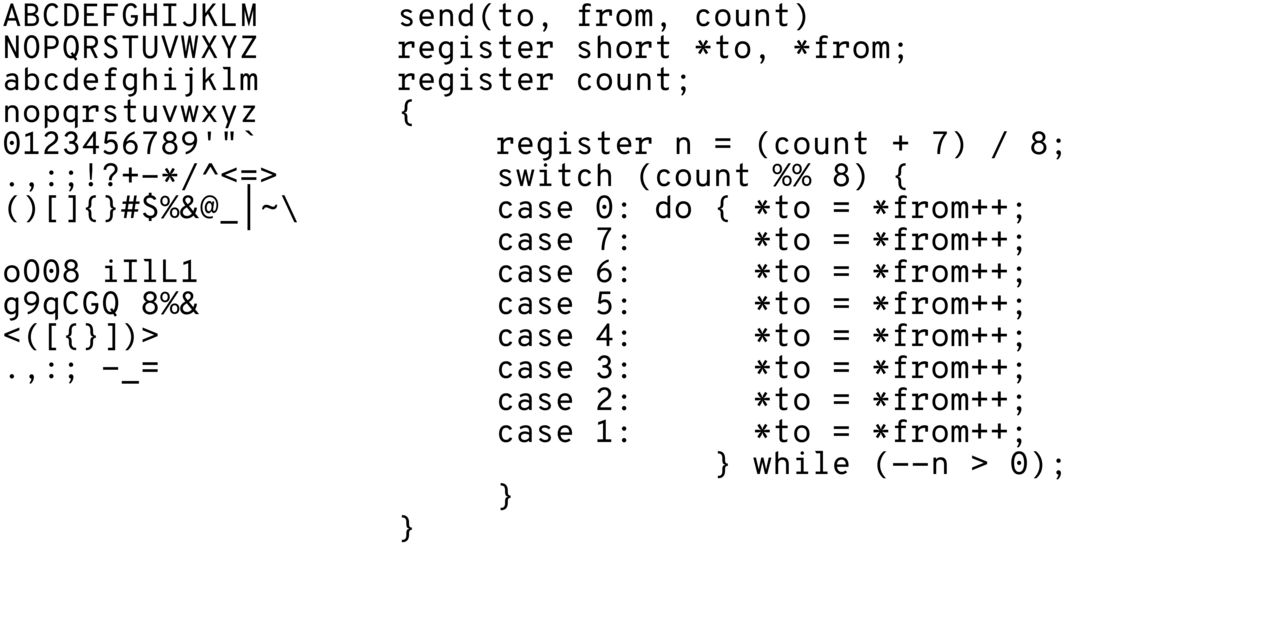 ABCDEFGHIJKLM
NOPQRSTUVWXYZ
abcdefghijklm
nopqrstuvwxyz
0123456789'"`
.,:;!?+-*/^<=>
()[]{}#$%&@_|~\
oO08 iIlL1
g9qCGQ 8%&
<([{}])>
.,:; -_=
send(to, from, count)
register short *to, *from;
register count;
{
     register n = (count + 7) / 8;
     switch (count %% 8) {
     case 0: do { *to = *from++;
     case 7:      *to = *from++;
     case 6:      *to = *from++;
     case 5:      *to = *from++;
     case 4:      *to = *from++;
     case 3:      *to = *from++;
     case 2:      *to = *from++;
     case 1:      *to = *from++;
                } while (--n > 0);
     }
}